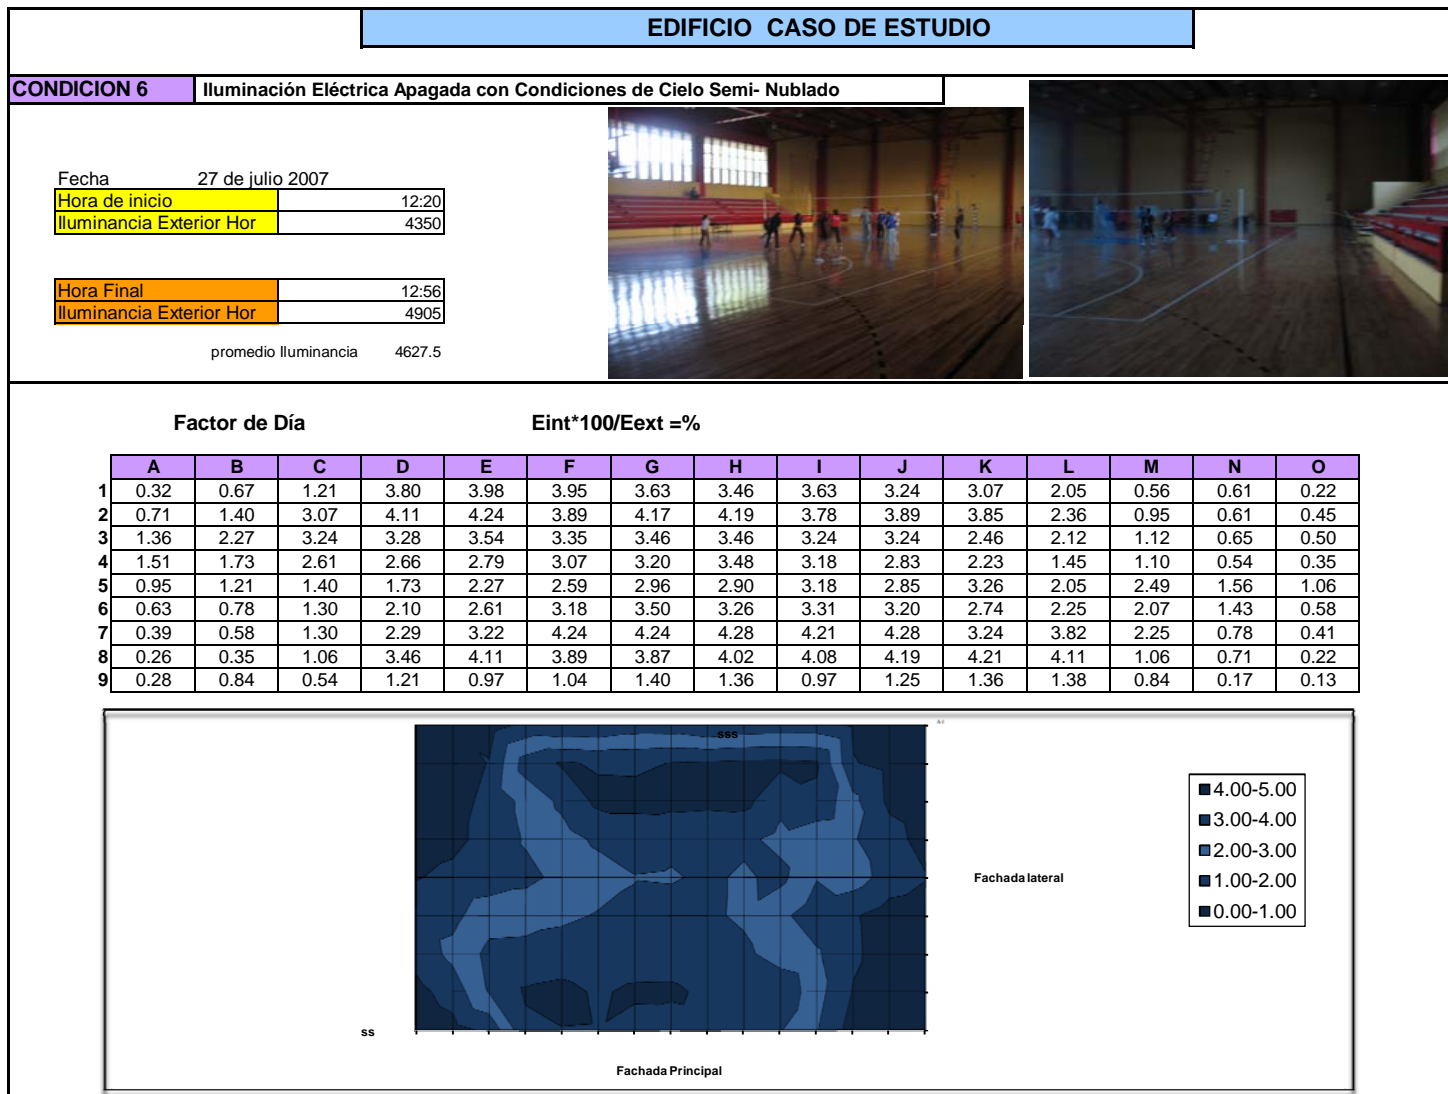 EDIFICIO CASO DE ESTUDIO
CONDICION 6 Iluminación Eléctrica Apagada con Condiciones de Cielo Semi- Nublado
Fecha 27 de julio 2007
Hora de inicio 12:20
Iluminancia Exterior Hor 4350
Hora Final 12:56
Iluminancia Exterior Hor 4905
promedio Iluminancia 4627.5
Factor de Día Eint*100/Eext =%
A B C D E F G H I J K L M N O
1 0.32 0.67 1.21 3.80 3.98 3.95 3.63 3.46 3.63 3.24 3.07 2.05 0.56 0.61 0.22
2 0.71 1.40 3.07 4.11 4.24 3.89 4.17 4.19 3.78 3.89 3.85 2.36 0.95 0.61 0.45
3 1.36 2.27 3.24 3.28 3.54 3.35 3.46 3.46 3.24 3.24 2.46 2.12 1.12 0.65 0.50
4 1.51 1.73 2.61 2.66 2.79 3.07 3.20 3.48 3.18 2.83 2.23 1.45 1.10 0.54 0.35
5 0.95 1.21 1.40 1.73 2.27 2.59 2.96 2.90 3.18 2.85 3.26 2.05 2.49 1.56 1.06
6 0.63 0.78 1.30 2.10 2.61 3.18 3.50 3.26 3.31 3.20 2.74 2.25 2.07 1.43 0.58
7 0.39 0.58 1.30 2.29 3.22 4.24 4.24 4.28 4.21 4.28 3.24 3.82 2.25 0.78 0.41
8 0.26 0.35 1.06 3.46 4.11 3.89 3.87 4.02 4.08 4.19 4.21 4.11 1.06 0.71 0.22
9 0.28 0.84 0.54 1.21 0.97 1.04 1.40 1.36 0.97 1.25 1.36 1.38 0.84 0.17 0.13
sss
4.00-5.00
3.00-4.00
2.00-3.00
1.00-2.00
0.00-1.00
Fachada lateral
ss
Fachada Principal